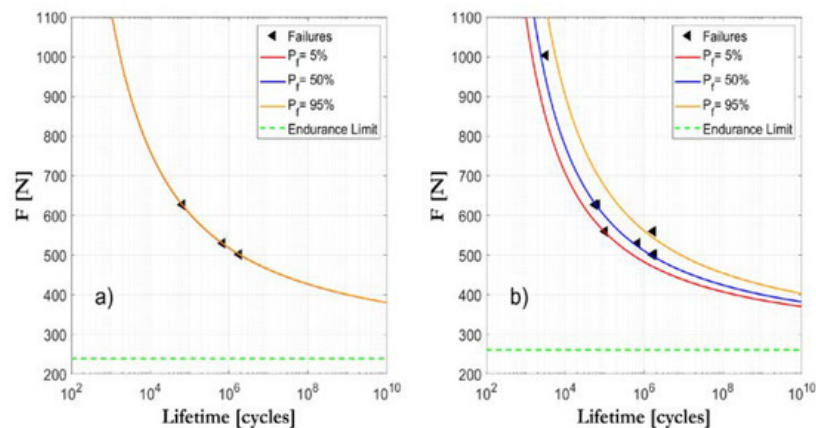 1100
1000
900
800
700
600
500
400
300
200
F [N]
Failures
P_f= 5%
P_f= 50%
P_f= 95%
Endurance Limit
a)
10^2
10^4
10^6
10^8
10^10
Lifetime [cycles]
1100
1000
900
800
700
600
500
400
300
200
F [N]
Failures
P_f= 5%
P_f= 50%
P_f= 95%
Endurance Limit
b)
10^2
10^4
10^6
10^8
10^10
Lifetime [cycles]